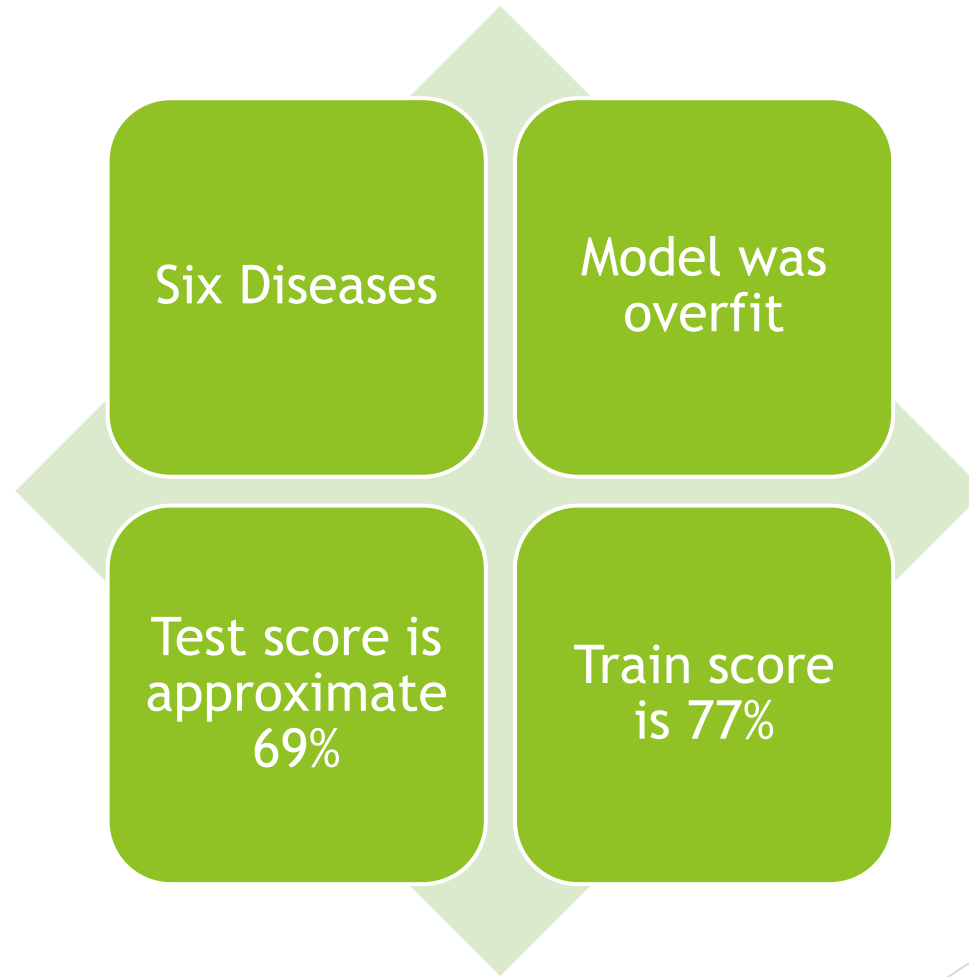 Six Diseases
Model was
overfit
Test score is
approximate
69%
Train score
is 77%